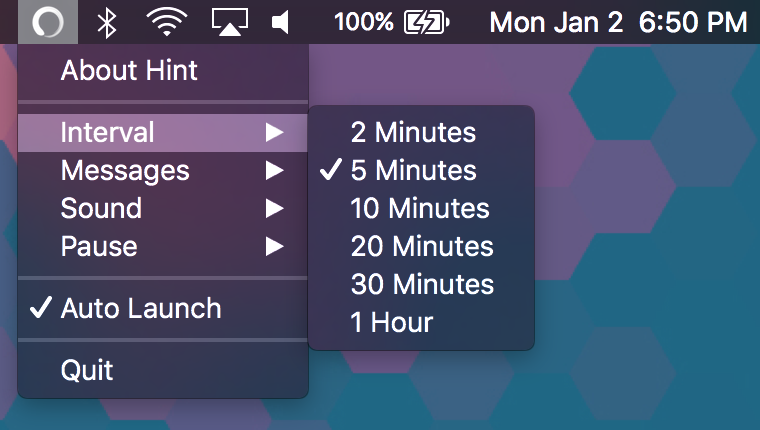 100% Mon Jan 2 6:50 PM
About Hint
Interval
Messages
Sound
Pause
Auto Launch
Quit
2 Minutes
5 Minutes
10 Minutes
20 Minutes
30 Minutes
1 Hour